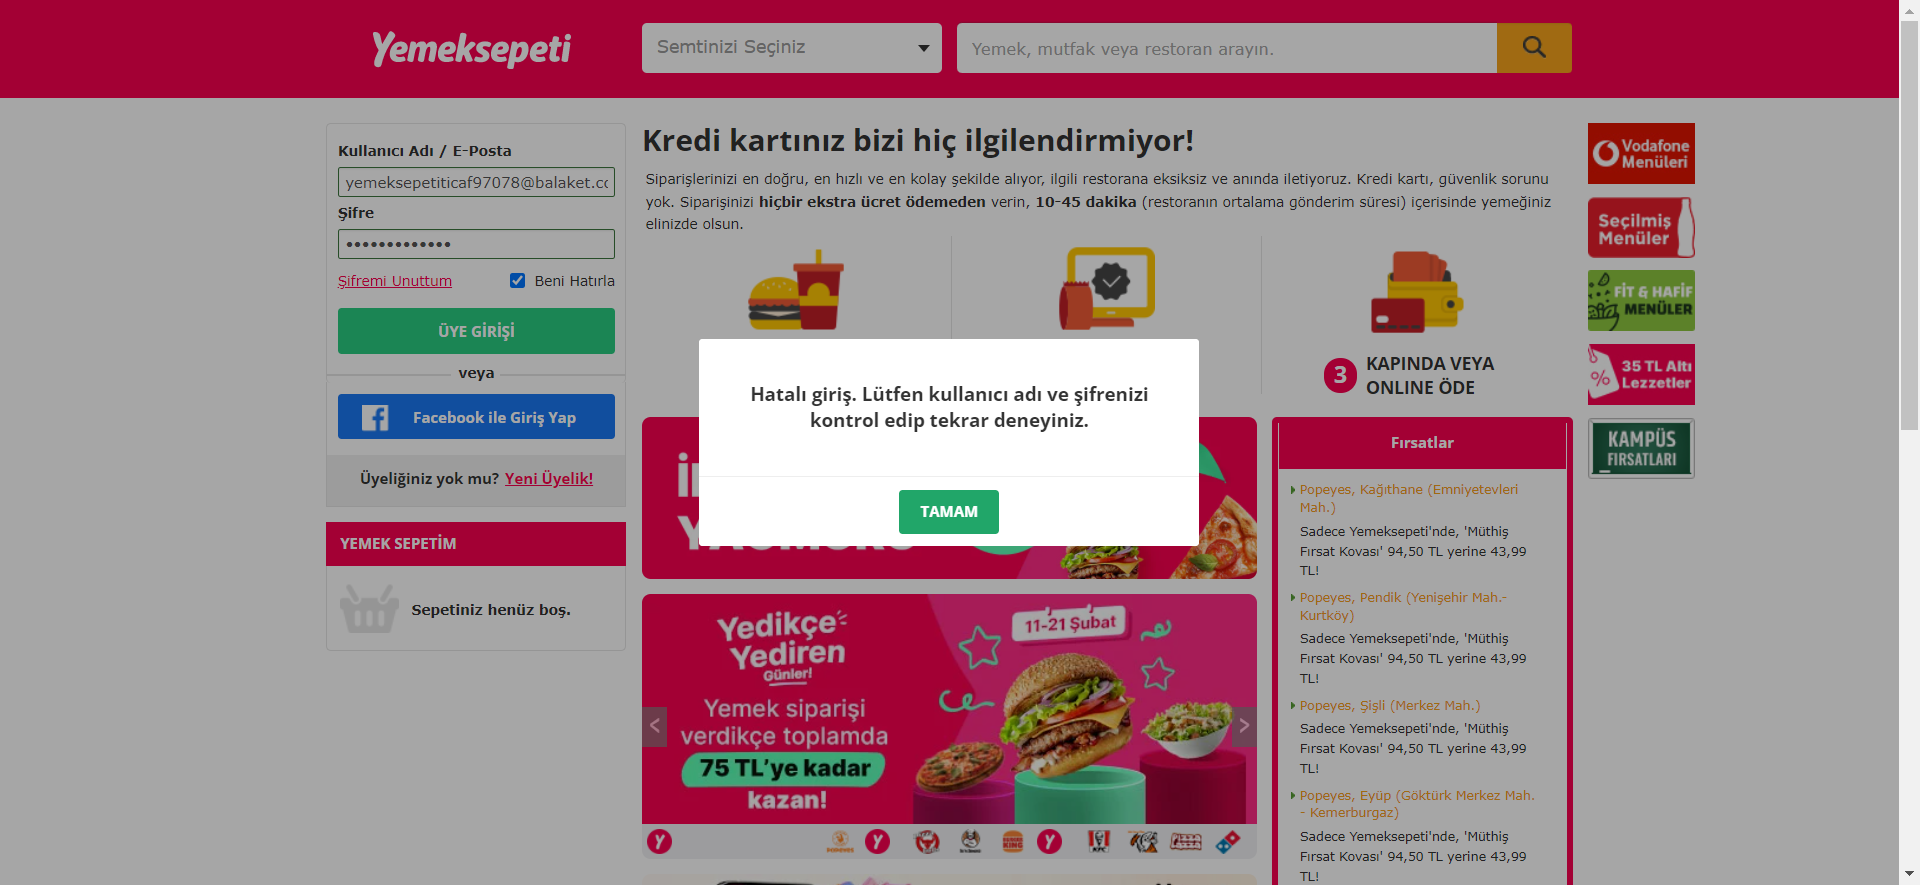 Yemeksepeti
Semtinizi Seçiniz
Yemek, mutfak veya restoran arayın.
Kullanıcı Adı / E-Posta
yemeksepetiticaf97078@balaket.cc
Şifre
•••••••••••••
Şifremi Unuttum
Beni Hatırla
ÜYE GİRİŞİ
veya
Facebook ile Giriş Yap
Üyeliğiniz yok mu? Yeni Üyelik!
YEMEK SEPETİM
Sepetiniz henüz boş.
Kredi kartınız bizi hiç ilgilendirmiyor!
Siparişlerinizi en doğru, en hızlı ve en kolay şekilde alıyor, ilgili restorana eksiksiz ve anında iletiyoruz. Kredi kartı, güvenlik sorunu
yok. Siparişinizi hiçbir ekstra ücret ödemeden verin, 10-45 dakika (restoranın ortalama gönderim süresi) içerisinde yemeğiniz
elinizde olsun.
3 KAPINDA VEYA
ONLINE ÖDE
Hatalı giriş. Lütfen kullanıcı adı ve şifrenizi
kontrol edip tekrar deneyiniz.
TAMAM
Yedikçe
Yediren
Günler!
11-21 Şubat
Yemek siparişi
verdikçe toplamda
75 TL'ye kadar
kazan!
KFC
Fırsatlar
Popeyes, Kağıthane (Emniyetevleri
Mah.)
Sadece Yemeksepeti'nde, 'Müthiş
Fırsat Kovası' 94,50 TL yerine 43,99
TL!
Popeyes, Pendik (Yenişehir Mah.-
Kurtköy)
Sadece Yemeksepeti'nde, 'Müthiş
Fırsat Kovası' 94,50 TL yerine 43,99
TL!
Popeyes, Şişli (Merkez Mah.)
Sadece Yemeksepeti'nde, 'Müthiş
Fırsat Kovası' 94,50 TL yerine 43,99
TL!
Popeyes, Eyüp (Göktürk Merkez Mah.
- Kemerburgaz)
Sadece Yemeksepeti'nde, 'Müthiş
Fırsat Kovası' 94,50 TL yerine 43,99
TL!
Vodafone
Menüleri
Seçilmiş
Menüler
FİT & HAFİF
MENÜLER
35 TL Altı
Lezzetler
KAMPÜS
FIRSATLARI